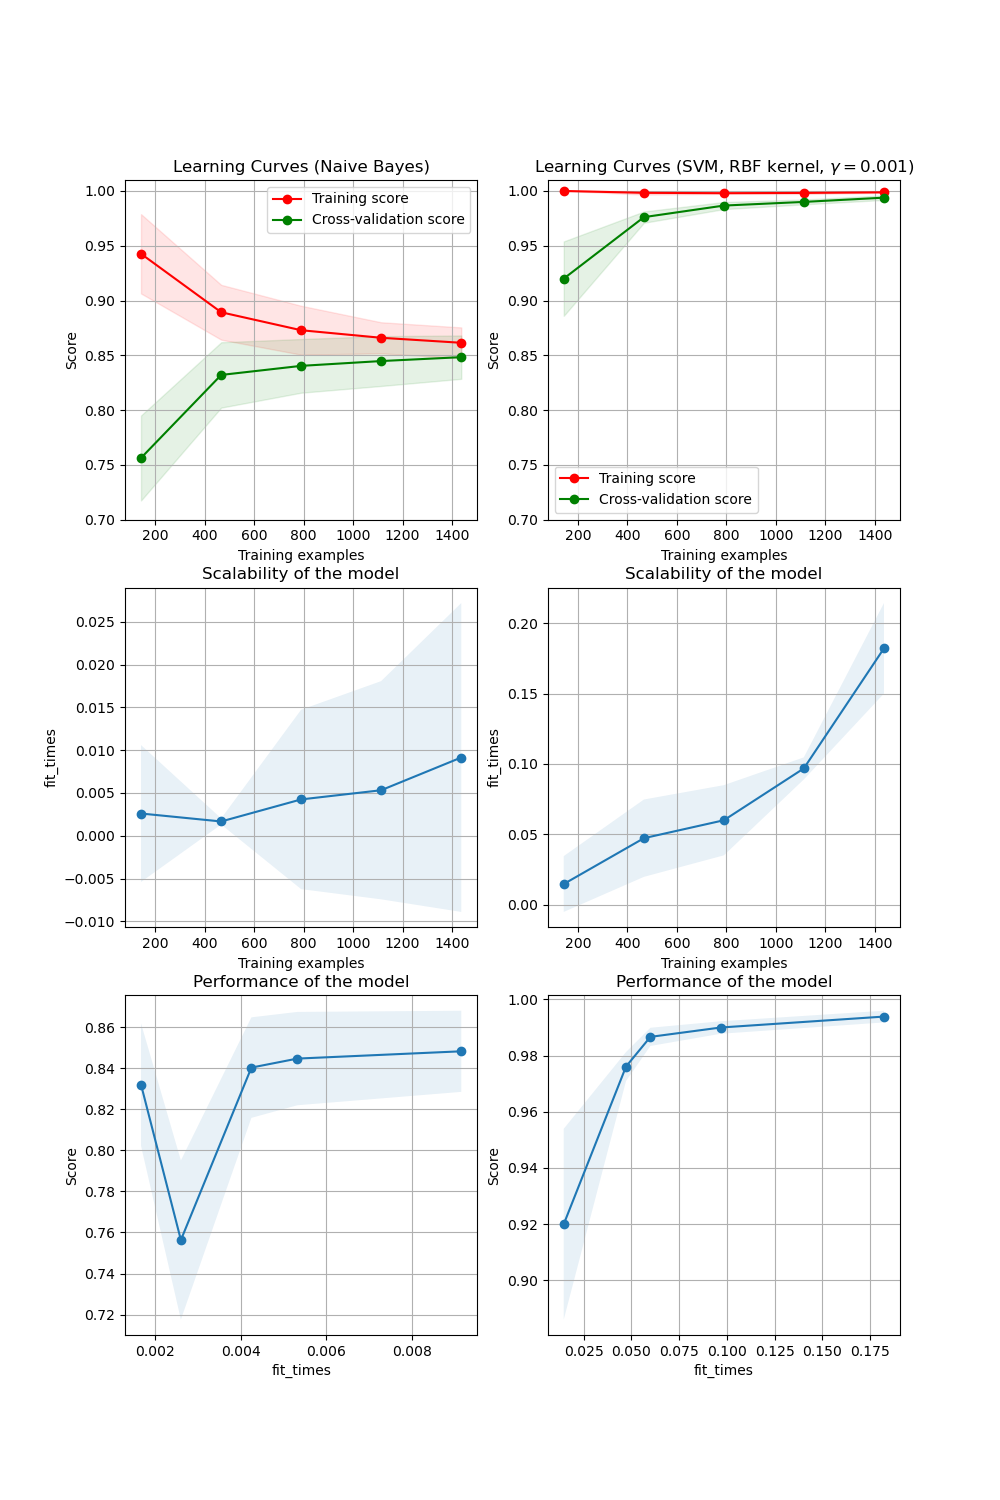 Learning Curves (Naive Bayes)
1.00
0.95
0.90
0.85
0.80
0.75
0.70
Score
Training score
Cross-validation score
200 400 600 800 1000 1200 1400
Training examples
Learning Curves (SVM, RBF kernel, γ = 0.001)
1.00
0.95
0.90
0.85
0.80
0.75
0.70
Score
Training score
Cross-validation score
200 400 600 800 1000 1200 1400
Training examples
Scalability of the model
0.025
0.020
0.015
0.010
0.005
0.000
−0.005
−0.010
fit_times
200 400 600 800 1000 1200 1400
Training examples
Scalability of the model
0.20
0.15
0.10
0.05
0.00
fit_times
200 400 600 800 1000 1200 1400
Training examples
Performance of the model
0.86
0.84
0.82
0.80
0.78
0.76
0.74
0.72
Score
0.002 0.004 0.006 0.008
fit_times
Performance of the model
1.00
0.98
0.96
0.94
0.92
0.90
Score
0.025 0.050 0.075 0.100 0.125 0.150 0.175
fit_times